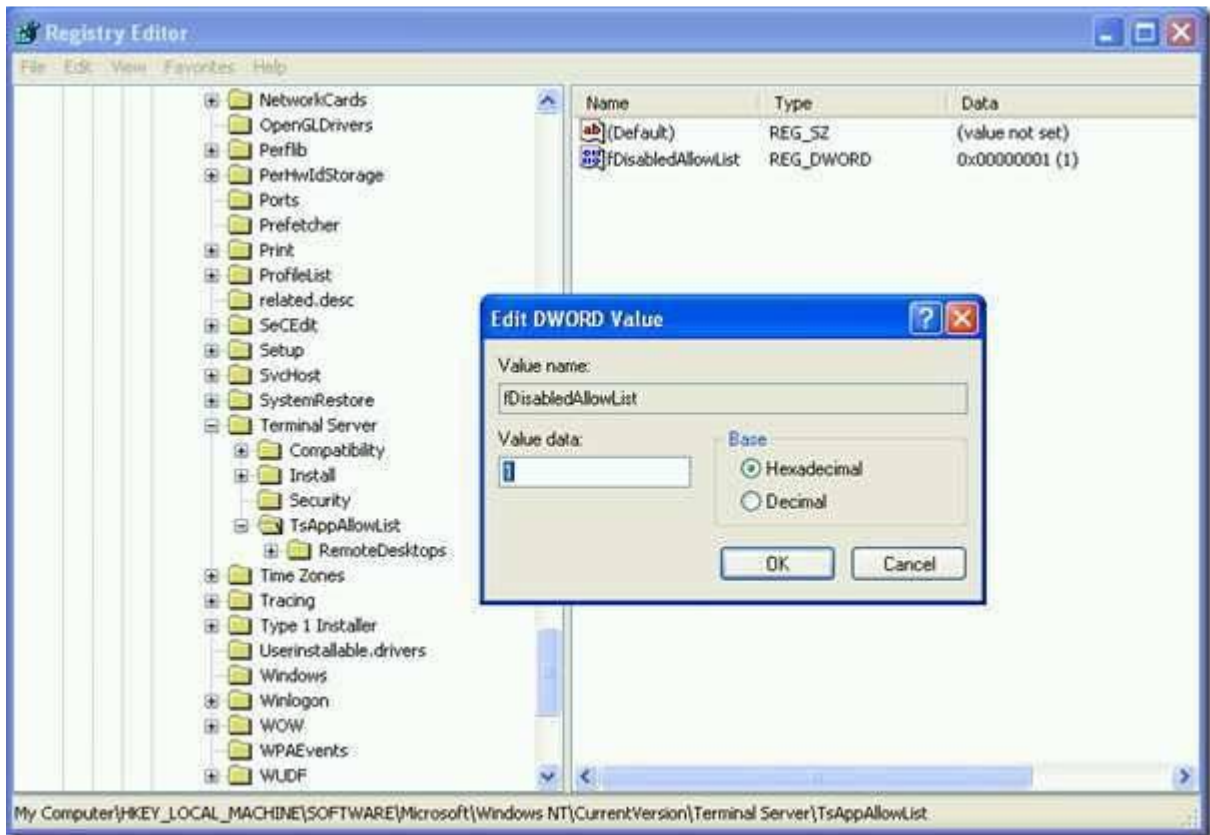 Registry Editor
File Edit View Favorites Help
NetworkCards
OpenGLDrivers
Perflib
PerHwIdStorage
Ports
Prefetcher
Print
ProfileList
related.desc
SeCEdit
Setup
SvcHost
SystemRestore
Terminal Server
Compatibility
Install
Security
TsAppAllowList
RemoteDesktops
Time Zones
Tracing
Type 1 Installer
Userinstallable.drivers
Windows
Winlogon
WOW
WPAEvents
WUDF
Name Type Data
(Default) REG_SZ (value not set)
fDisabledAllowList REG_DWORD 0x00000001 (1)
Edit DWORD Value
Value name:
fDisabledAllowList
Value data:
1
Base
Hexadecimal
Decimal
OK Cancel
My Computer\HKEY_LOCAL_MACHINE\SOFTWARE\Microsoft\Windows NT\CurrentVersion\Terminal Server\TsAppAllowList